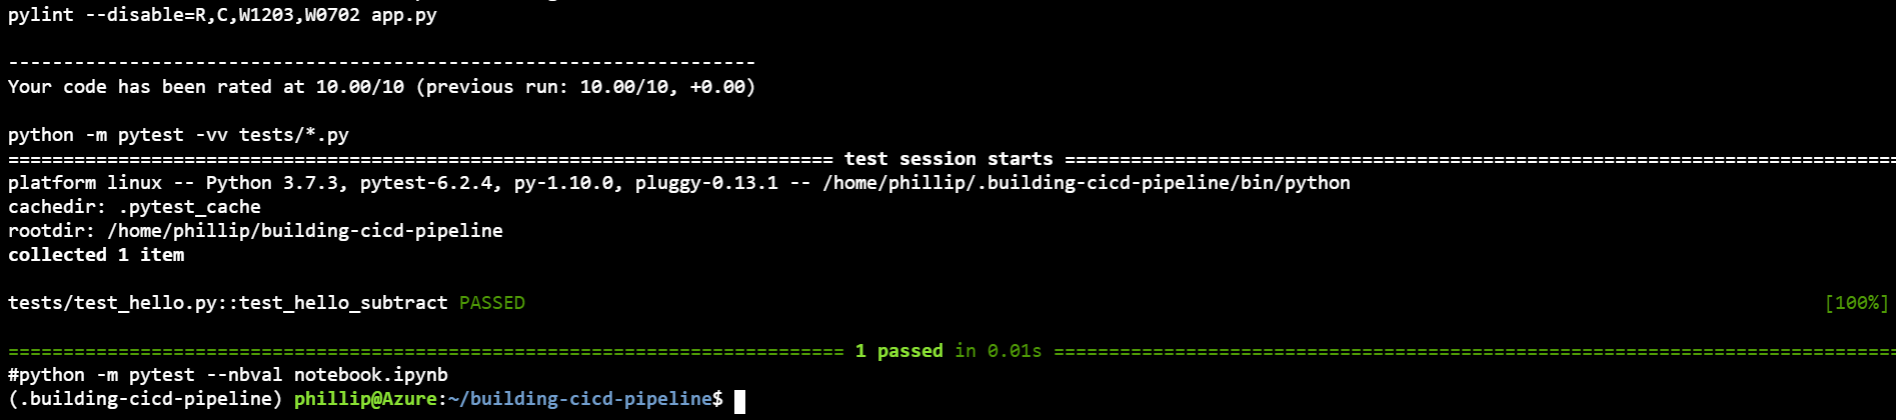 pylint --disable=R,C,W1203,W0702 app.py
--------------------------------------------------------------------
Your code has been rated at 10.00/10 (previous run: 10.00/10, +0.00)
python -m pytest -vv tests/*.py
=========================================================================== test session starts ============================================================================
platform linux -- Python 3.7.3, pytest-6.2.4, py-1.10.0, pluggy-0.13.1 -- /home/phillip/.building-cicd-pipeline/bin/python
cachedir: .pytest_cache
rootdir: /home/phillip/building-cicd-pipeline
collected 1 item
tests/test_hello.py::test_hello_subtract PASSED [100%]
============================================================================ 1 passed in 0.01s =============================================================================
#python -m pytest --nbval notebook.ipynb
(.building-cicd-pipeline) phillip@Azure:~/building-cicd-pipeline$